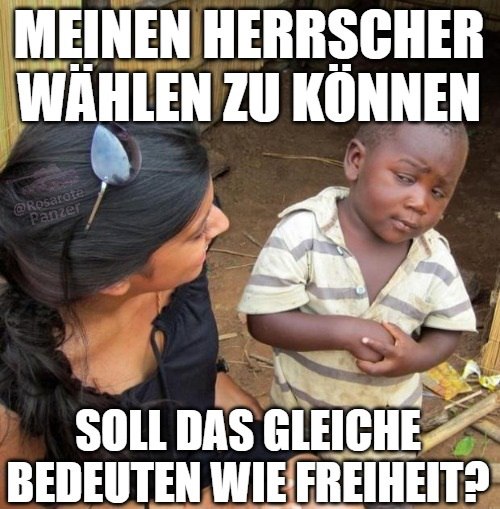 MEINEN HERRSCHER
WÄHLEN ZU KÖNNEN
@Rosarote
Panzer
SOLL DAS GLEICHE
BEDEUTEN WIE FREIHEIT?